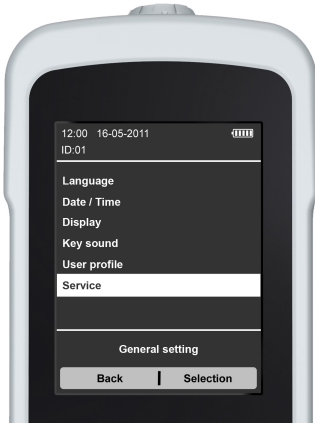 12:00 16-05-2011
ID:01
Language
Date / Time
Display
Key sound
User profile
Service
General setting
Back Selection